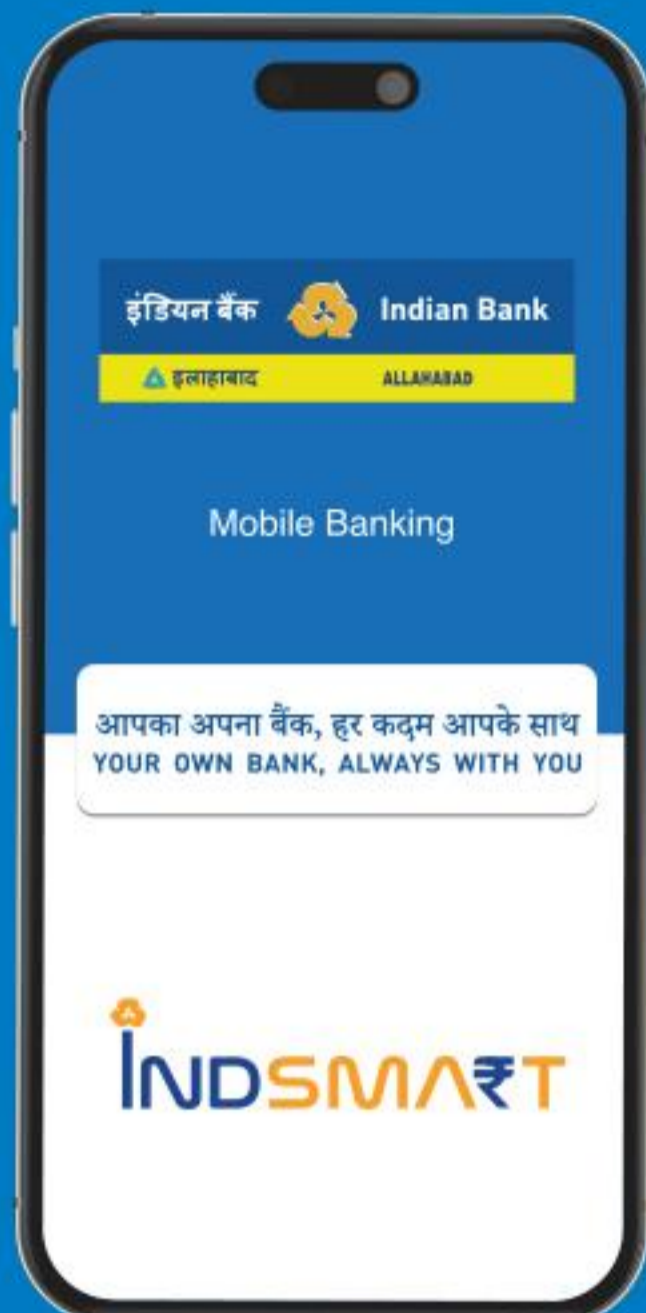 इंडियन बैंक Indian Bank
इलाहाबाद ALLAHABAD
Mobile Banking
आपका अपना बैंक, हर कदम आपके साथ
YOUR OWN BANK, ALWAYS WITH YOU
INDSMA₹T